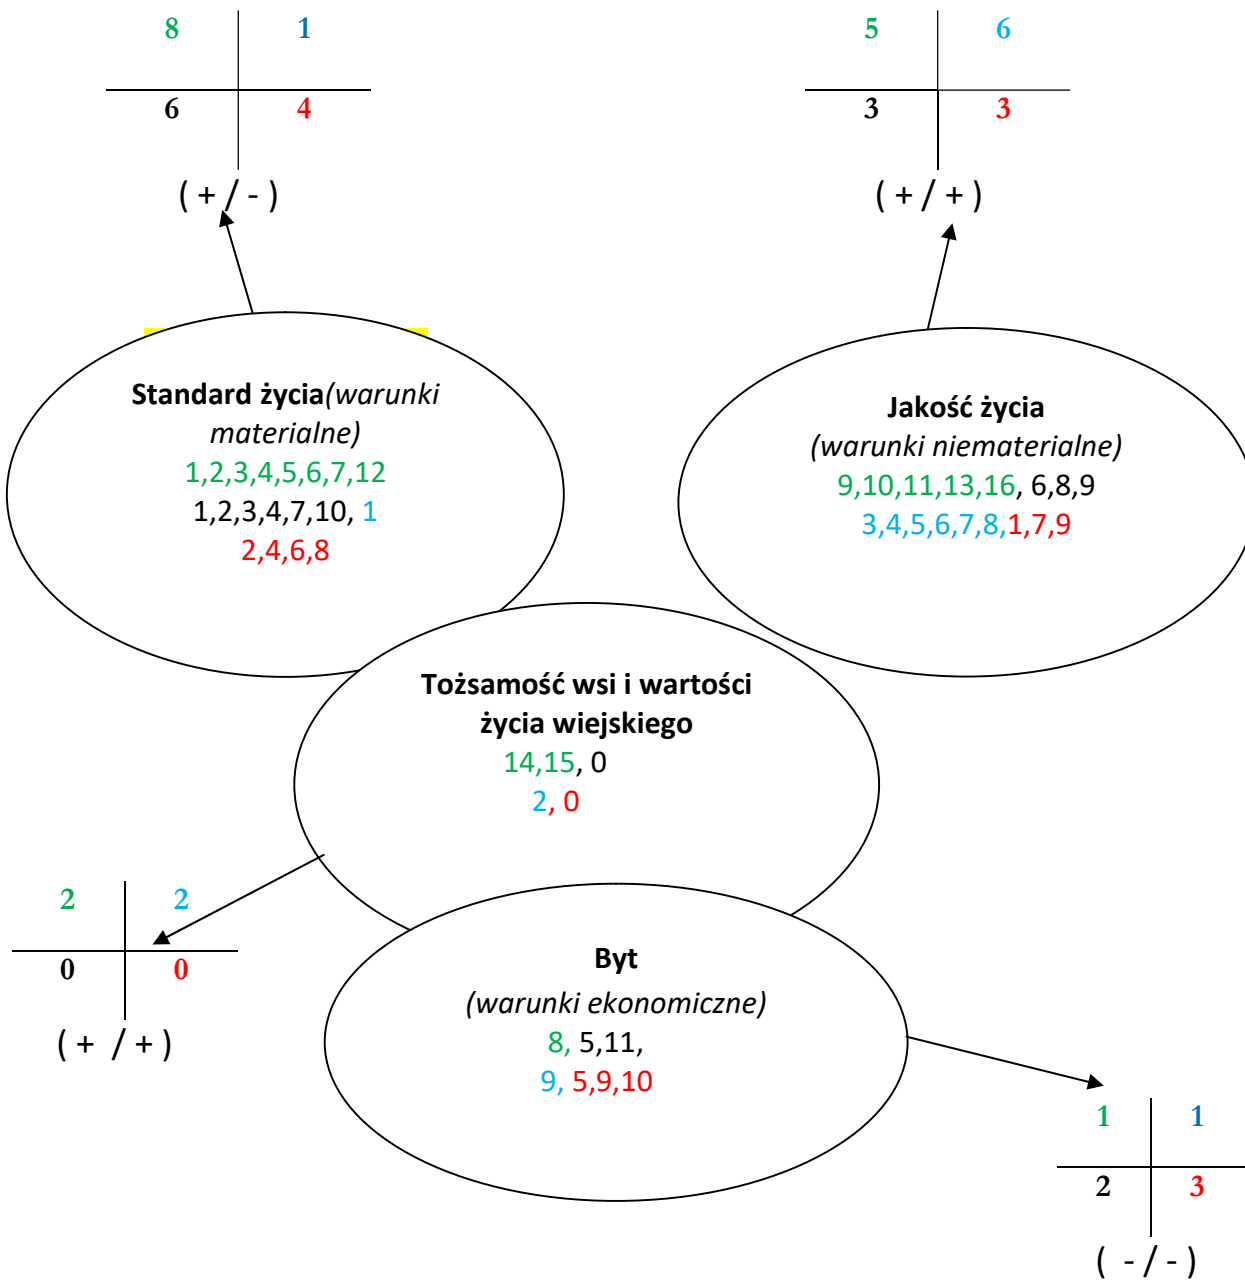 8 1
6 4
( + / - )
5 6
3 3
( + / + )
Standard życia(warunki
materialne)
1,2,3,4,5,6,7,12
1,2,3,4,7,10, 1
2,4,6,8
Jakość życia
(warunki niematerialne)
9,10,11,13,16, 6,8,9
3,4,5,6,7,8,1,7,9
Tożsamość wsi i wartości
życia wiejskiego
14,15, 0
2, 0
2 2
0 0
( + / + )
Byt
(warunki ekonomiczne)
8, 5,11,
9, 5,9,10
1 1
2 3
( - / - )